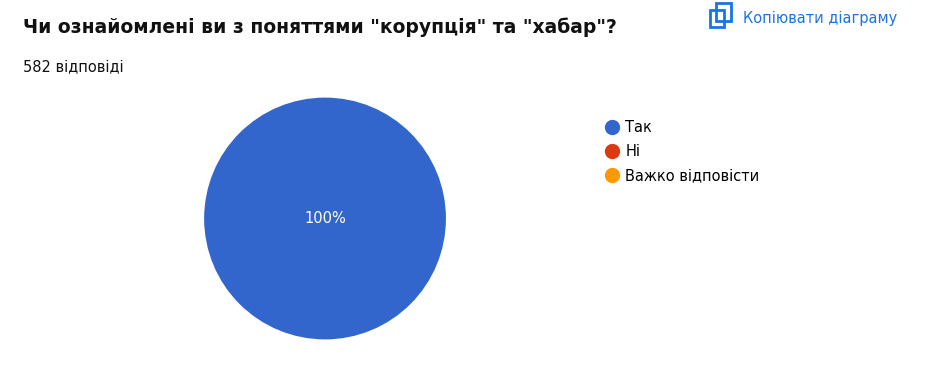 Чи ознайомлені ви з поняттями "корупція" та "хабар"?
Копіювати діаграму
582 відповіді
Так
Ні
Важко відповісти
100%